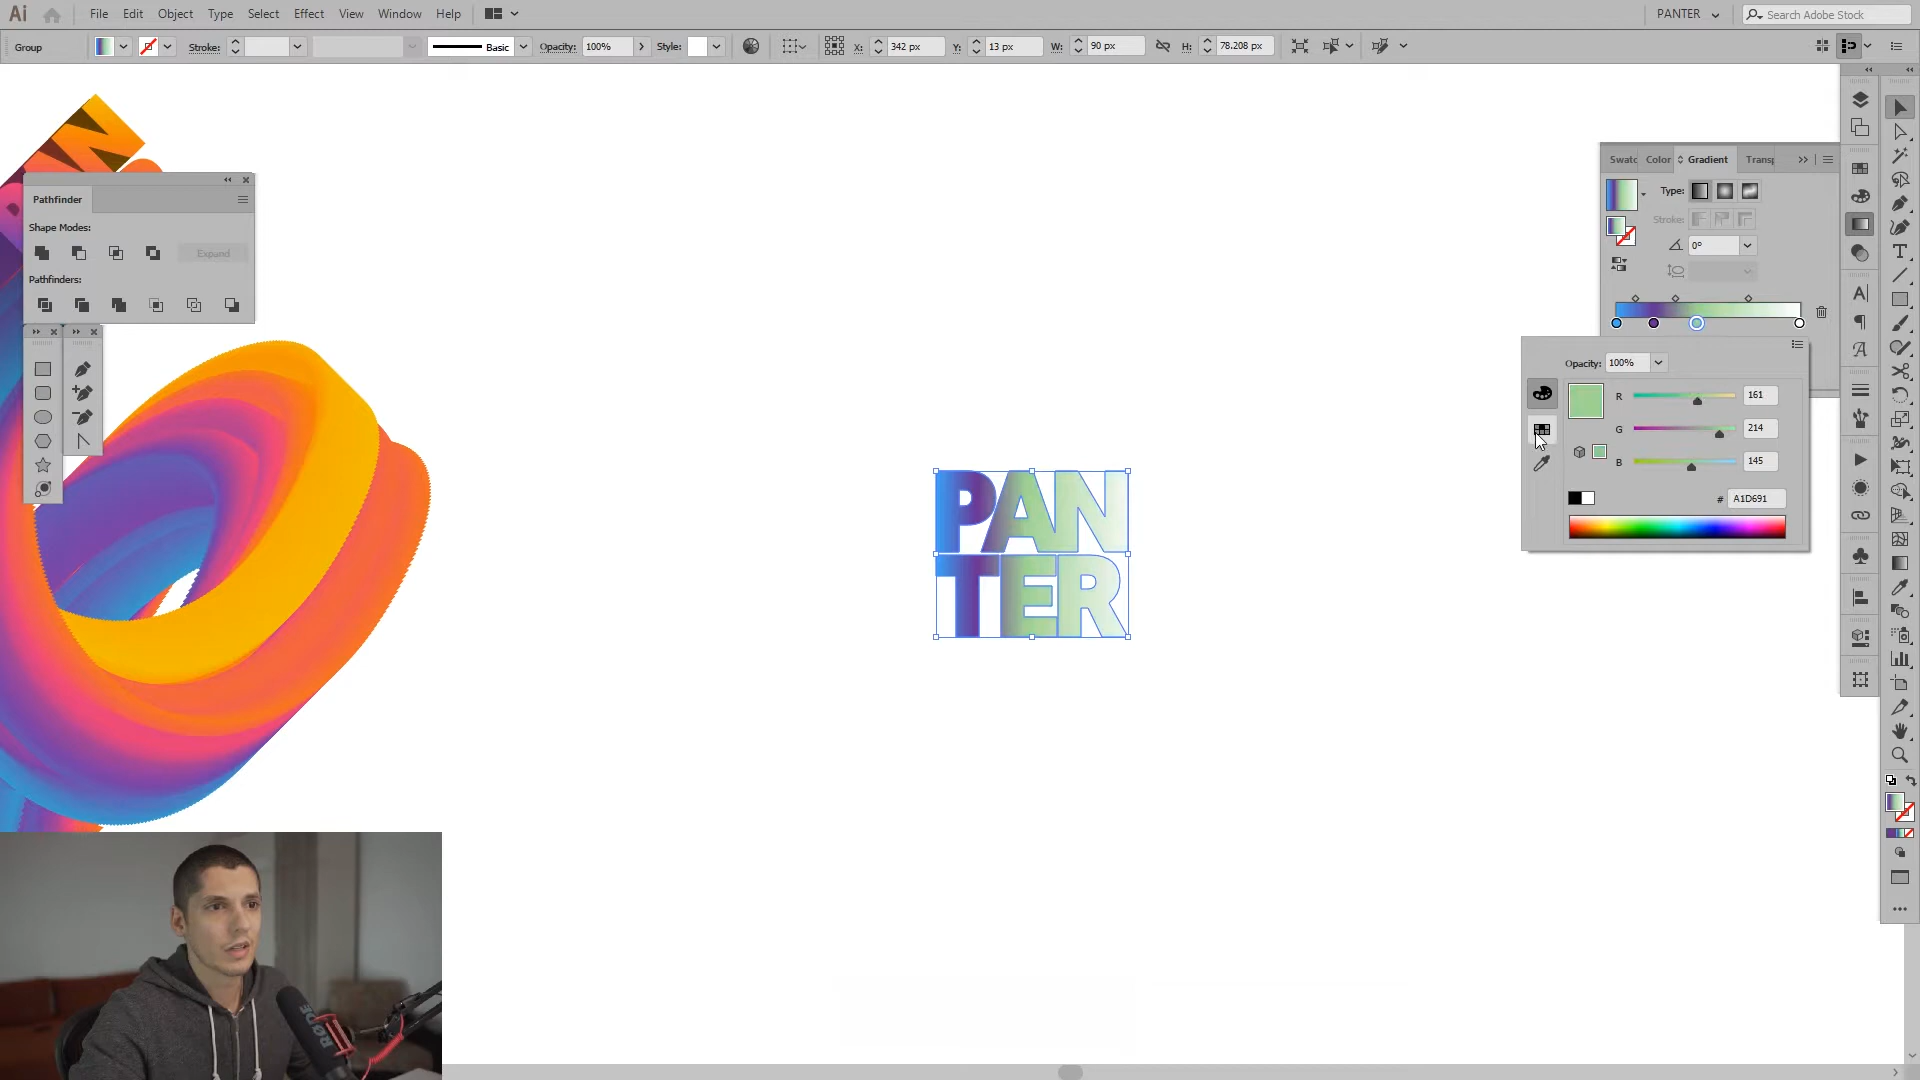 Ai File Edit Object Type Select Effect View Window Help PANTER Search Adobe Stock
Group Stroke: Basic Opacity: 100% Style: X: 342 px Y: 13 px W: 90 px H: 78.208 px
W
Pathfinder
Shape Modes:
Expand
Pathfinders:
Swatc Color Gradient Transp
Type:
Stroke:
0°
Opacity: 100%
R 161
G 214
B 145
# A1D691
PAN
TER
RØDE